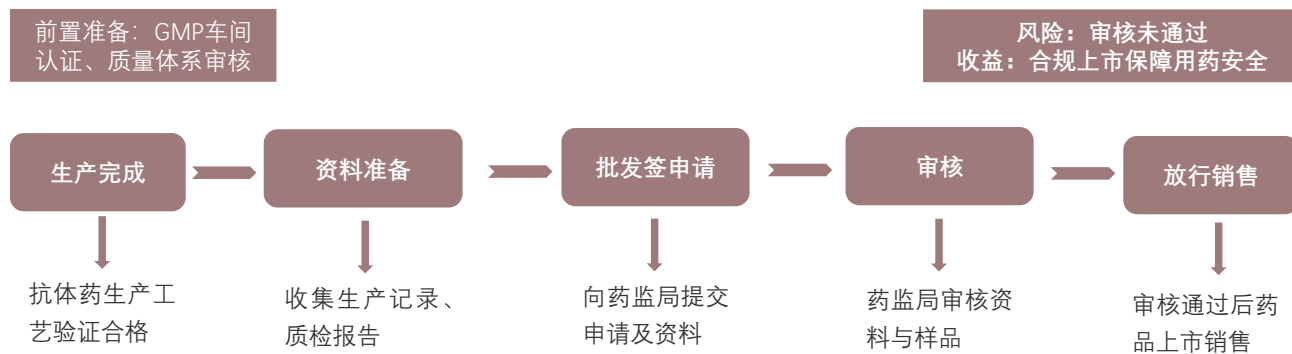 前置准备：GMP车间
认证、质量体系审核
风险：审核未通过
收益：合规上市保障用药安全
生产完成
资料准备
批发签申请
审核
放行销售
抗体药生产工
艺验证合格
收集生产记录、
质检报告
向药监局提交
申请及资料
药监局审核资
料与样品
审核通过后药
品上市销售